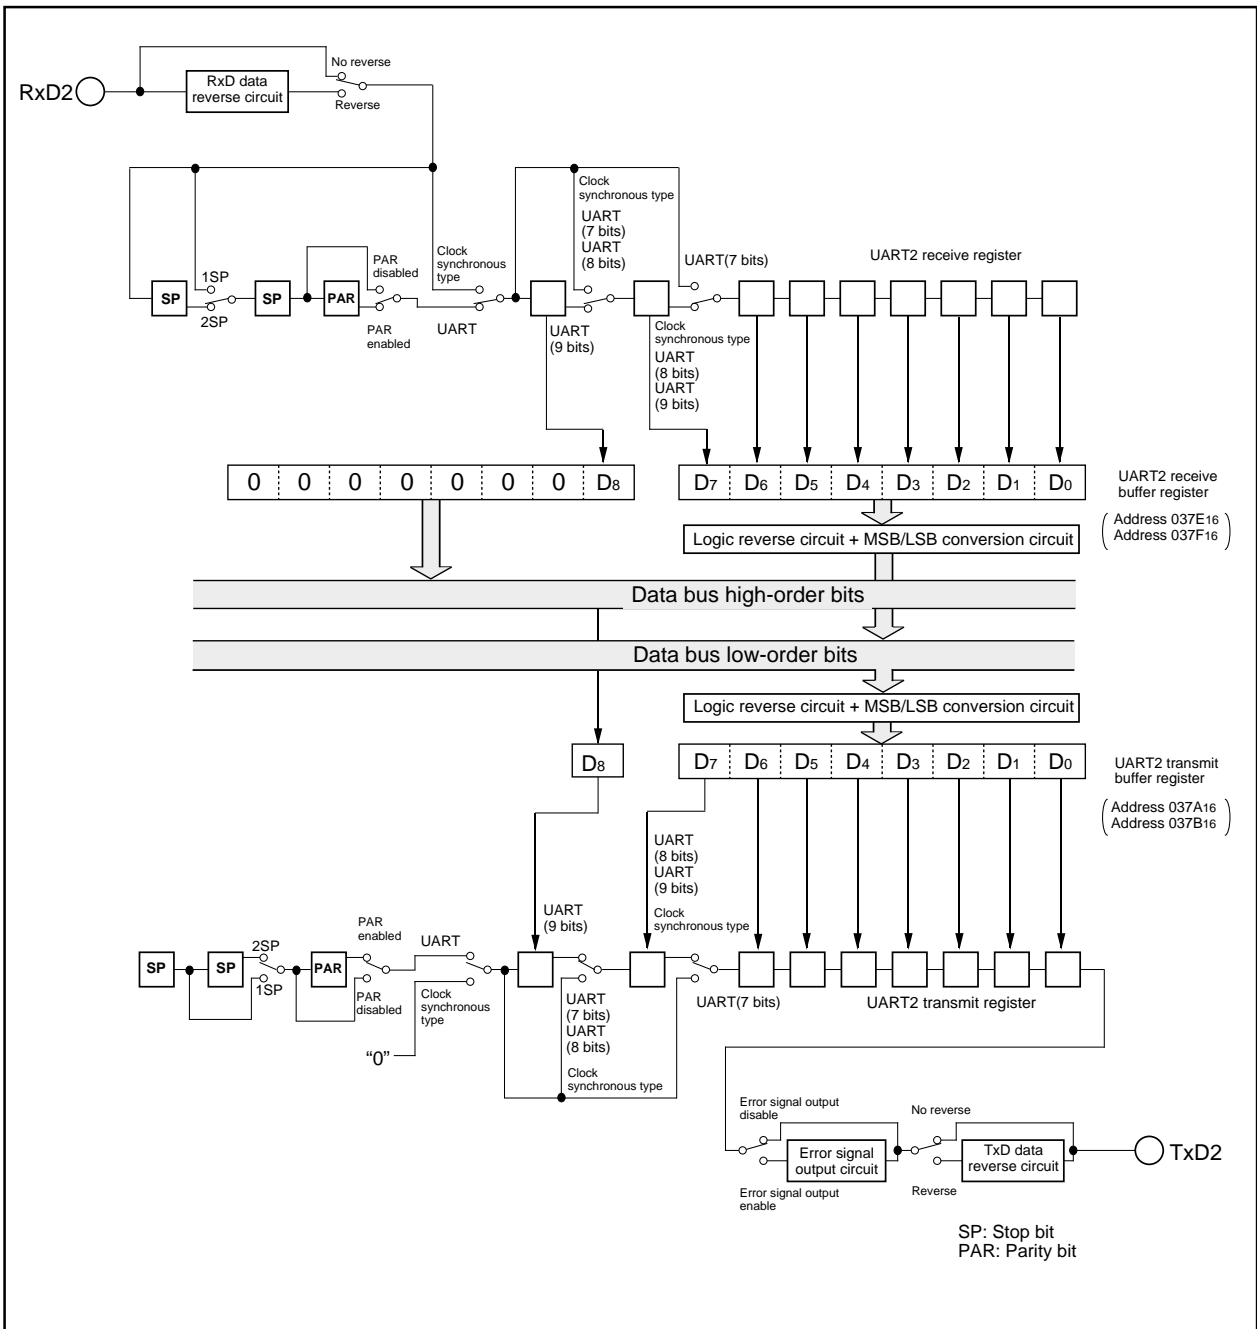 No reverse
RxD2
RxD data
reverse circuit
Reverse
Clock
synchronous type
UART
(7 bits)
UART
(8 bits)
1SP
PAR
disabled
Clock
synchronous
type
UART(7 bits)
UART2 receive register
SP
SP
PAR
2SP
PAR
enabled
UART
UART
(9 bits)
Clock
synchronous type
UART
(8 bits)
UART
(9 bits)
0 0 0 0 0 0 0 D8
D7 D6 D5 D4 D3 D2 D1 D0
UART2 receive
buffer register
Address 037E16
Address 037F16
Logic reverse circuit + MSB/LSB conversion circuit
Data bus high-order bits
Data bus low-order bits
Logic reverse circuit + MSB/LSB conversion circuit
D8
D7 D6 D5 D4 D3 D2 D1 D0
UART2 transmit
buffer register
Address 037A16
Address 037B16
UART
(8 bits)
UART
(9 bits)
Clock
synchronous type
UART
(9 bits)
PAR
enabled
UART
2SP
SP
SP
PAR
1SP
PAR
disabled
Clock
synchronous
type
“0”
UART
(7 bits)
UART
(8 bits)
Clock
synchronous type
UART(7 bits)
UART2 transmit register
Error signal output
disable
No reverse
Error signal
output circuit
TxD data
reverse circuit
TxD2
Error signal output
enable
Reverse
SP: Stop bit
PAR: Parity bit